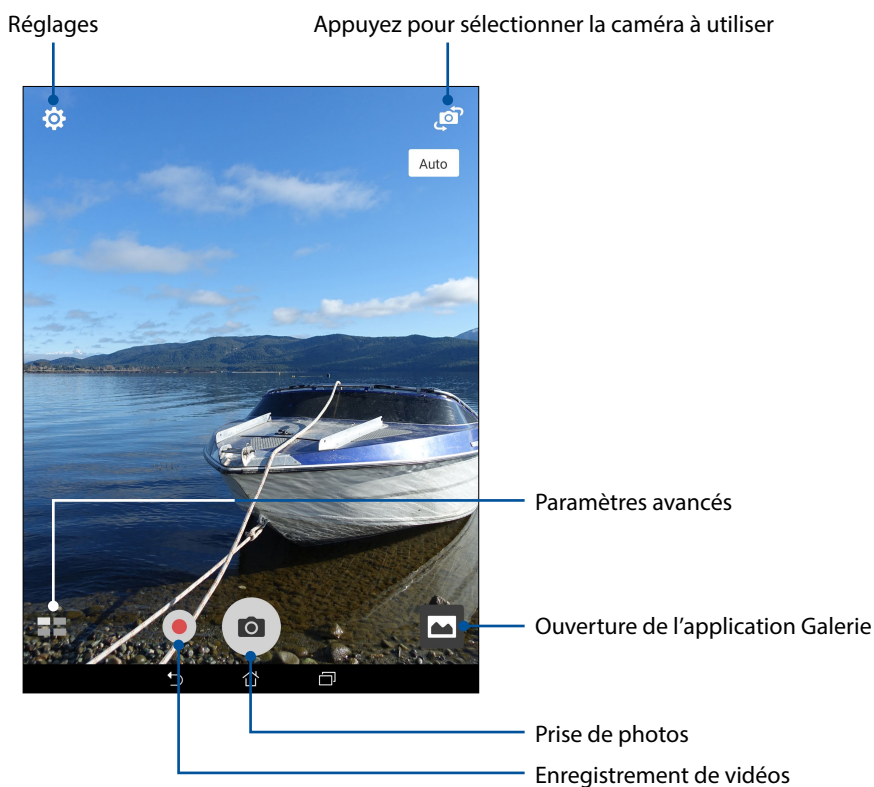 Réglages
Appuyez pour sélectionner la caméra à utiliser
Auto
Paramètres avancés
Ouverture de l’application Galerie
Prise de photos
Enregistrement de vidéos